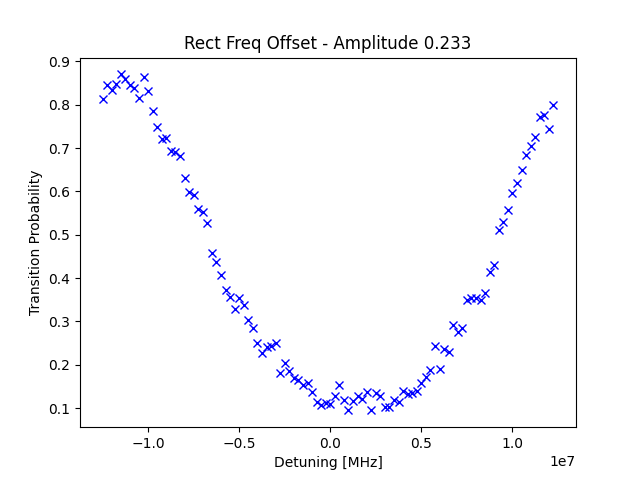 Rect Freq Offset - Amplitude 0.233
Transition Probability
0.9
0.8
0.7
0.6
0.5
0.4
0.3
0.2
0.1
−1.0 −0.5 0.0 0.5 1.0
1e7
Detuning [MHz]